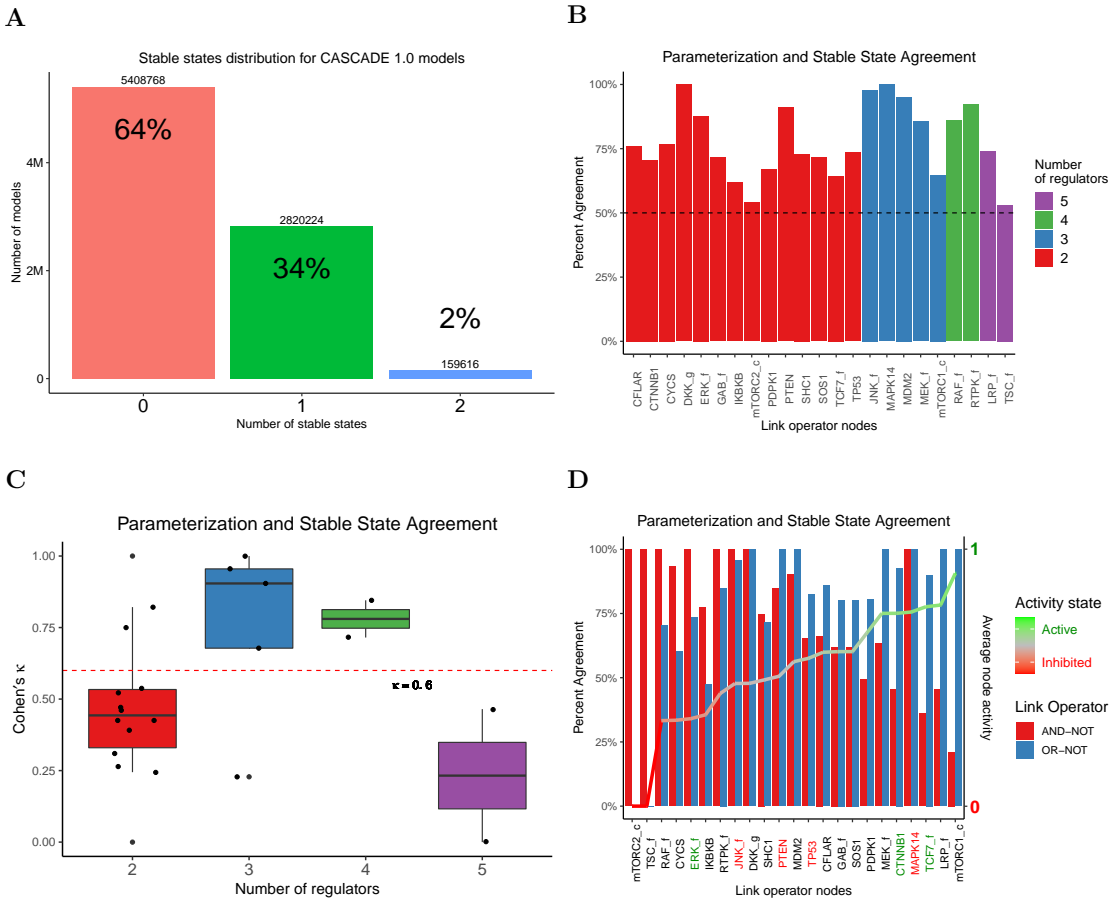 A
Stable states distribution for CASCADE 1.0 models
Number of models
4M
2M
0
5408768
64%
2820224
34%
2%
159616
0
1
2
Number of stable states
B
Parameterization and Stable State Agreement
Percent Agreement
100%
75%
50%
25%
0%
CFLAR
CTNNB1
CYCS
DKK_g
ERK_f
GAB_f
IKBKB
mTORC2_c
PDPK1
PTEN
SHC1
SOS1
TCF7_f
TP53
JNK_f
MAPK14
MDM2
MEK_f
mTORC1_c
RAF_f
RTPK_f
LRP_f
TSC_f
Link operator nodes
Number
of regulators
5
4
3
2
C
Parameterization and Stable State Agreement
Cohen's κ
1.00
0.75
0.50
0.25
0.00
κ = 0.6
2
3
4
5
Number of regulators
D
Parameterization and Stable State Agreement
Percent Agreement
100%
75%
50%
25%
0%
1
0
Average node activity
mTORC2_c
TSC_f
RAF_f
CYCS
ERK_f
IKBKB
RTPK_f
JNK_f
DKK_g
SHC1
PTEN
MDM2
TP53
CFLAR
GAB_f
SOS1
PDPK1
MEK_f
CTNNB1
MAPK14
TCF7_f
LRP_f
mTORC1_c
Link operator nodes
Activity state
Active
Inhibited
Link Operator
AND−NOT
OR−NOT